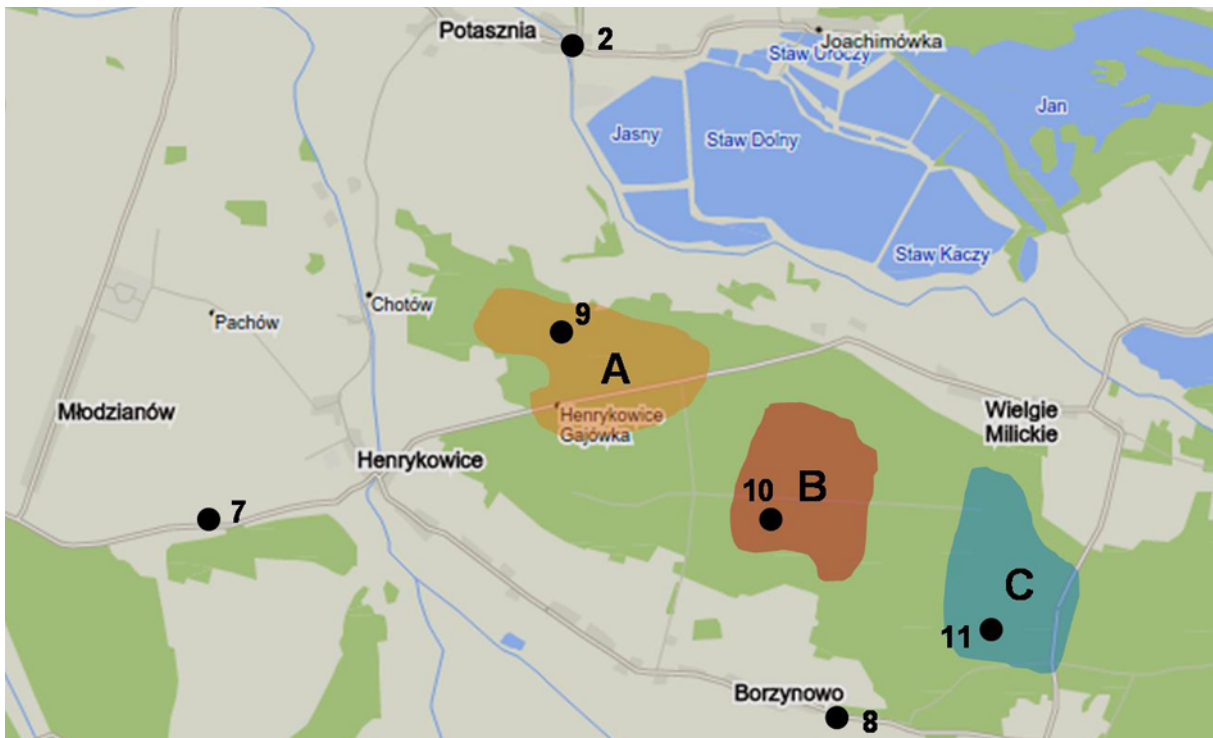 Potasznia
2
Joachimówka
Staw Uroczy
Jasny
Staw Dolny
Jan
Staw Kaczy
Chotów
Pachów
9
A
Młodzianów
Henrykowice
Gajówka
Wielgie
Milickie
Henrykowice
10
B
7
C
11
Borzynowo
8